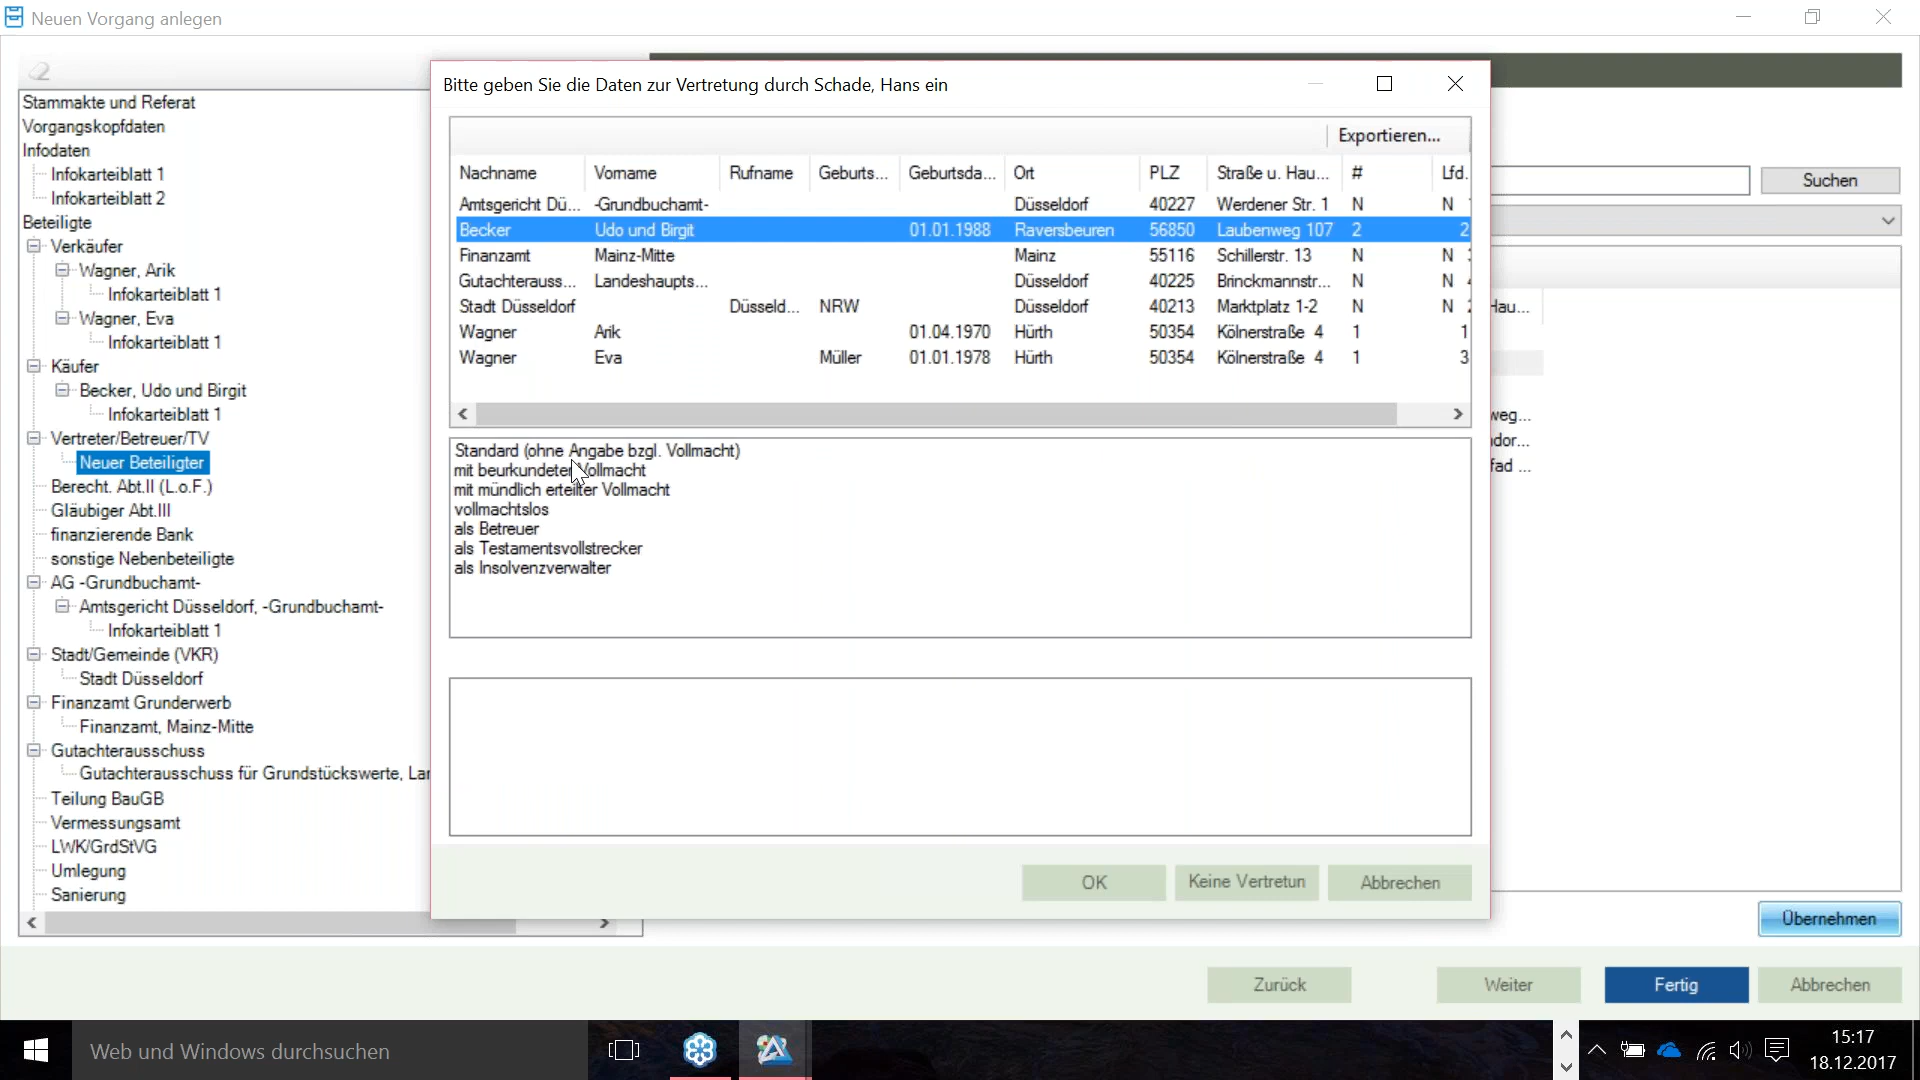 Neuen Vorgang anlegen
Bitte geben Sie die Daten zur Vertretung durch Schade, Hans ein
Stammakte und Referat
Vorgangskopfdaten
Infodaten
Infokarteiblatt 1
Infokarteiblatt 2
Beteiligte
Verkäufer
Wagner, Arik
Infokarteiblatt 1
Wagner, Eva
Infokarteiblatt 1
Käufer
Becker, Udo und Birgit
Infokarteiblatt 1
Vertreter/Betreuer/TV
Neuer Beteiligter
Berecht. Abt.II (L.o.F.)
Gläubiger Abt.III
finanzierende Bank
sonstige Nebenbeteiligte
AG -Grundbuchamt-
Amtsgericht Düsseldorf, -Grundbuchamt-
Infokarteiblatt 1
Stadt/Gemeinde (VKR)
Stadt Düsseldorf
Finanzamt Grunderwerb
Finanzamt, Mainz-Mitte
Gutachterausschuss
Gutachterausschuss für Grundstückswerte, Lar
Teilung BauGB
Vermessungsamt
LWK/GrdStVG
Umlegung
Sanierung
Exportieren...
Nachname Vorname Rufname Geburts... Geburtsda... Ort PLZ Straße u. Hau... # Lfd.
Amtsgericht Dü... -Grundbuchamt- Düsseldorf 40227 Werdener Str. 1 N N
Becker Udo und Birgit 01.01.1988 Raversbeuren 56850 Laubenweg 107 2 2
Finanzamt Mainz-Mitte Mainz 55116 Schillerstr. 13 N N
Gutachterauss... Landeshaupts... Düsseldorf 40225 Brinckmannstr... N N
Stadt Düsseldorf Düsseld... NRW Düsseldorf 40213 Marktplatz 1-2 N N
Wagner Arik 01.04.1970 Hürth 50354 Kölnerstraße 4 1 1
Wagner Eva Müller 01.01.1978 Hürth 50354 Kölnerstraße 4 1 3
Standard (ohne Angabe bzgl. Vollmacht)
mit beurkundeter Vollmacht
mit mündlich erteilter Vollmacht
vollmachtslos
als Betreuer
als Testamentsvollstrecker
als Insolvenzverwalter
OK Keine Vertretun Abbrechen
Suchen
Hau...
weg...
dor...
fad ...
Übernehmen
Zurück Weiter Fertig Abbrechen
Web und Windows durchsuchen
15:17
18.12.2017